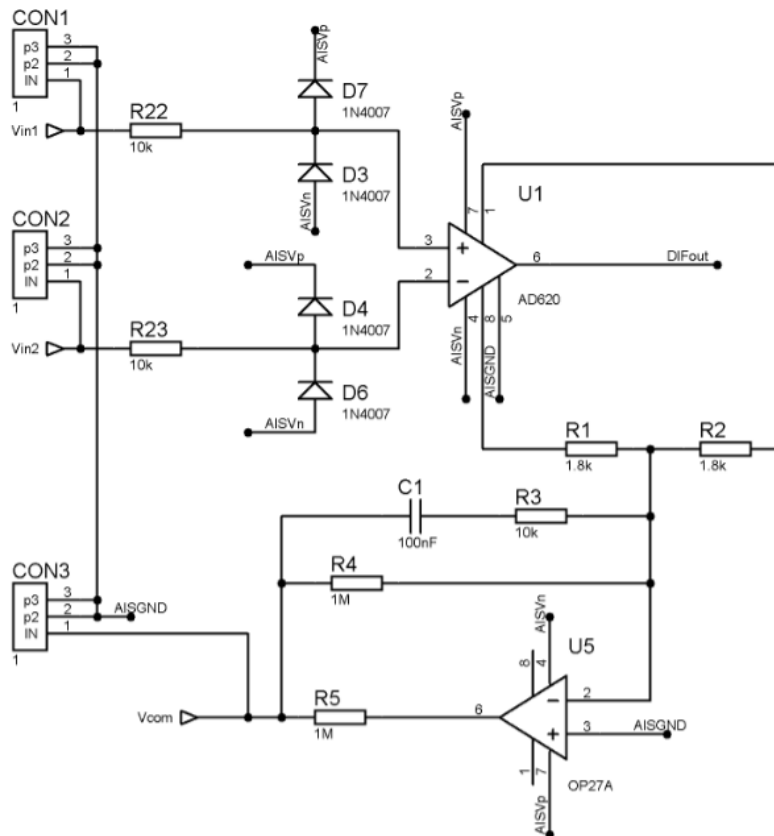 CON1
p3 3
p2 2
IN 1
1
Vin1
R22
10k
AISVp
D7
1N4007
D3
1N4007
AISVn
AISVp
7
1
U1
3
+
2
−
6
DIFout
AD620
4
8
5
AISVn
AISGND
CON2
p3 3
p2 2
IN 1
1
Vin2
R23
10k
AISVp
D4
1N4007
D6
1N4007
AISVn
R1
1.8k
R2
1.8k
C1
100nF
R3
10k
R4
1M
CON3
p3 3
p2 2
IN 1
1
AISGND
AISVn
8
4
U5
2
−
3
+
AISGND
6
R5
1M
Vcom
1
7
OP27A
AISVp